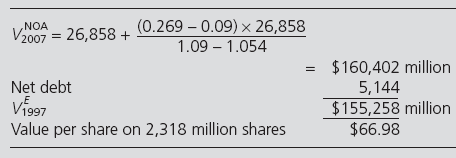 V^NOA_2007 = 26,858 + (0.269 – 0.09) × 26,858 / 1.09 – 1.054
= $160,402 million
Net debt 5,144
V^E_1997 $155,258 million
Value per share on 2,318 million shares $66.98